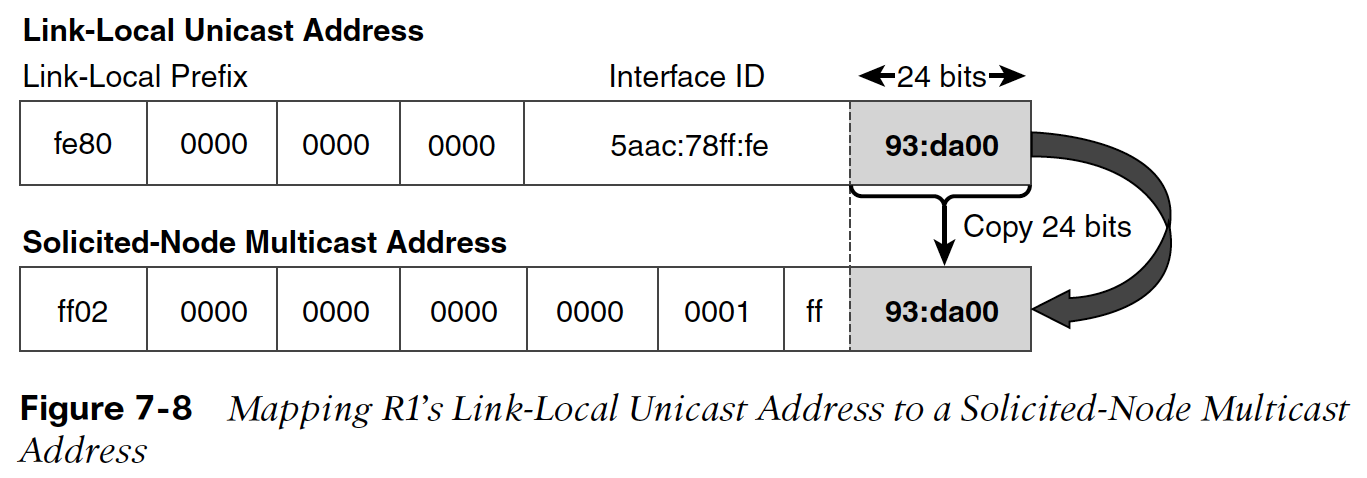 Link-Local Unicast Address
Link-Local Prefix Interface ID 24 bits
fe80 0000 0000 0000 5aac:78ff:fe 93:da00
Copy 24 bits
Solicited-Node Multicast Address
ff02 0000 0000 0000 0000 0001 ff 93:da00
Figure 7-8 Mapping R1's Link-Local Unicast Address to a Solicited-Node Multicast
Address